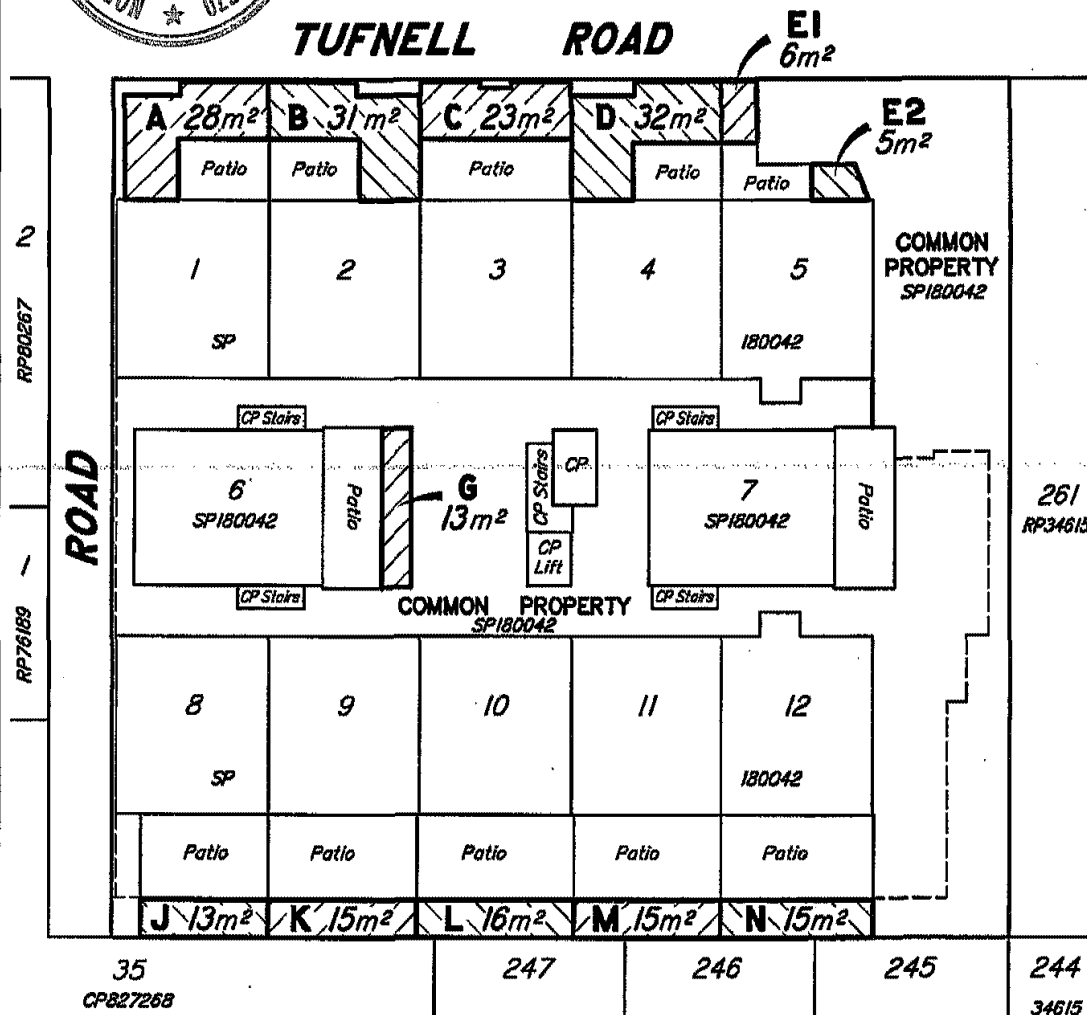 TUFNELL ROAD
E1
6m²
E2
5m²
A 28m²
B 31m²
C 23m²
D 32m²
Patio
Patio
Patio
Patio
Patio
2
RP80267
1
2
3
4
5
COMMON
PROPERTY
SP180042
SP
180042
CP Stairs
CP Stairs
ROAD
6
SP180042
Patio
G
13m²
CP Stairs
CP
CP
Lift
7
SP180042
Patio
261
RP34615
1
RP76189
CP Stairs
CP Stairs
COMMON PROPERTY
SP180042
8
9
10
11
12
SP
180042
Patio
Patio
Patio
Patio
Patio
J 13m²
K 15m²
L 16m²
M 15m²
N 15m²
35
CP827268
247
246
245
244
34615